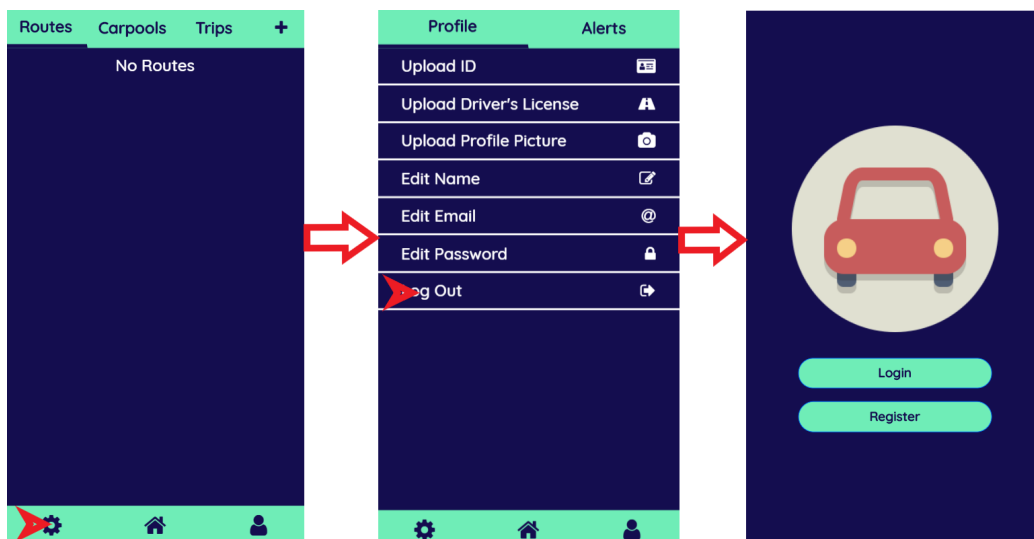 Routes Carpools Trips +
No Routes
Profile Alerts
Upload ID
Upload Driver's License
Upload Profile Picture
Edit Name
Edit Email
@
Edit Password
Log Out
Login
Register